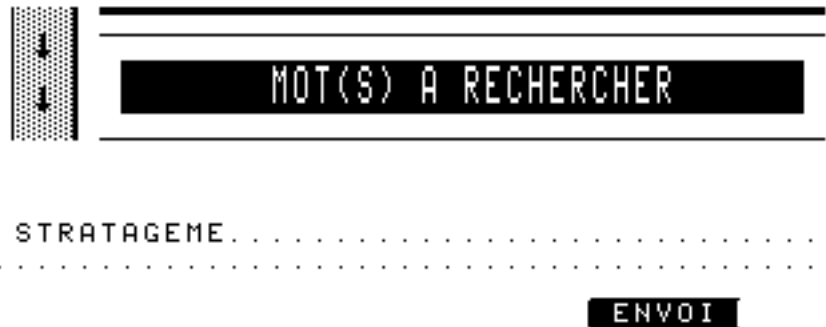 MOT(S) A RECHERCHER
STRATAGEME............................
.......................................
ENVOI